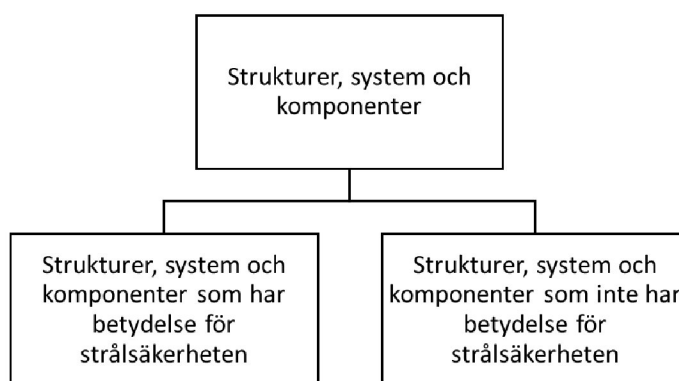 Strukturer, system och
komponenter
Strukturer, system och
komponenter som har
betydelse för
strålsäkerheten
Strukturer, system och
komponenter som inte har
betydelse för
strålsäkerheten